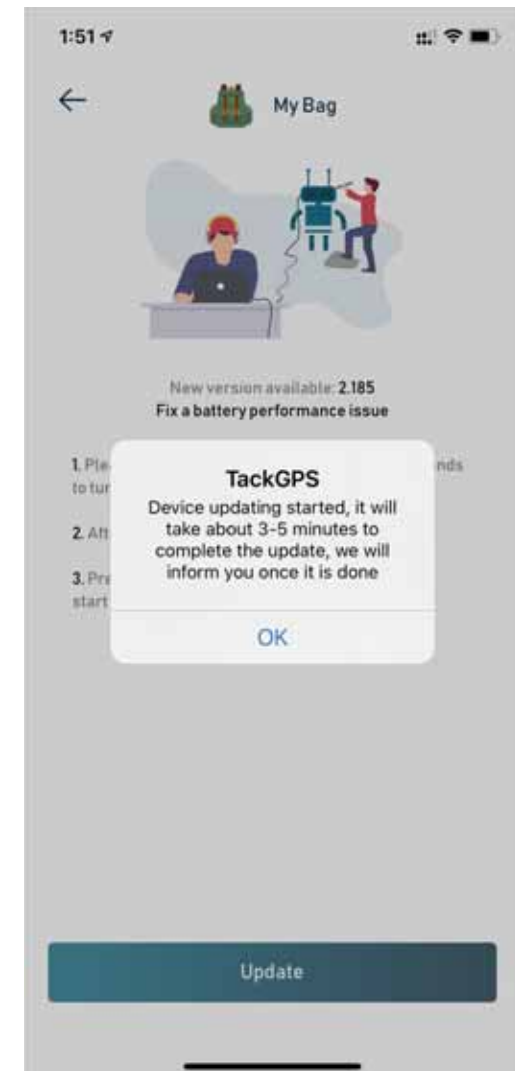 1:51
My Bag
New version available: 2.185
Fix a battery performance issue
1. Ple nds
to tur
2. Aft
3. Pre
start
TackGPS
Device updating started, it will
take about 3-5 minutes to
complete the update, we will
inform you once it is done
OK
Update